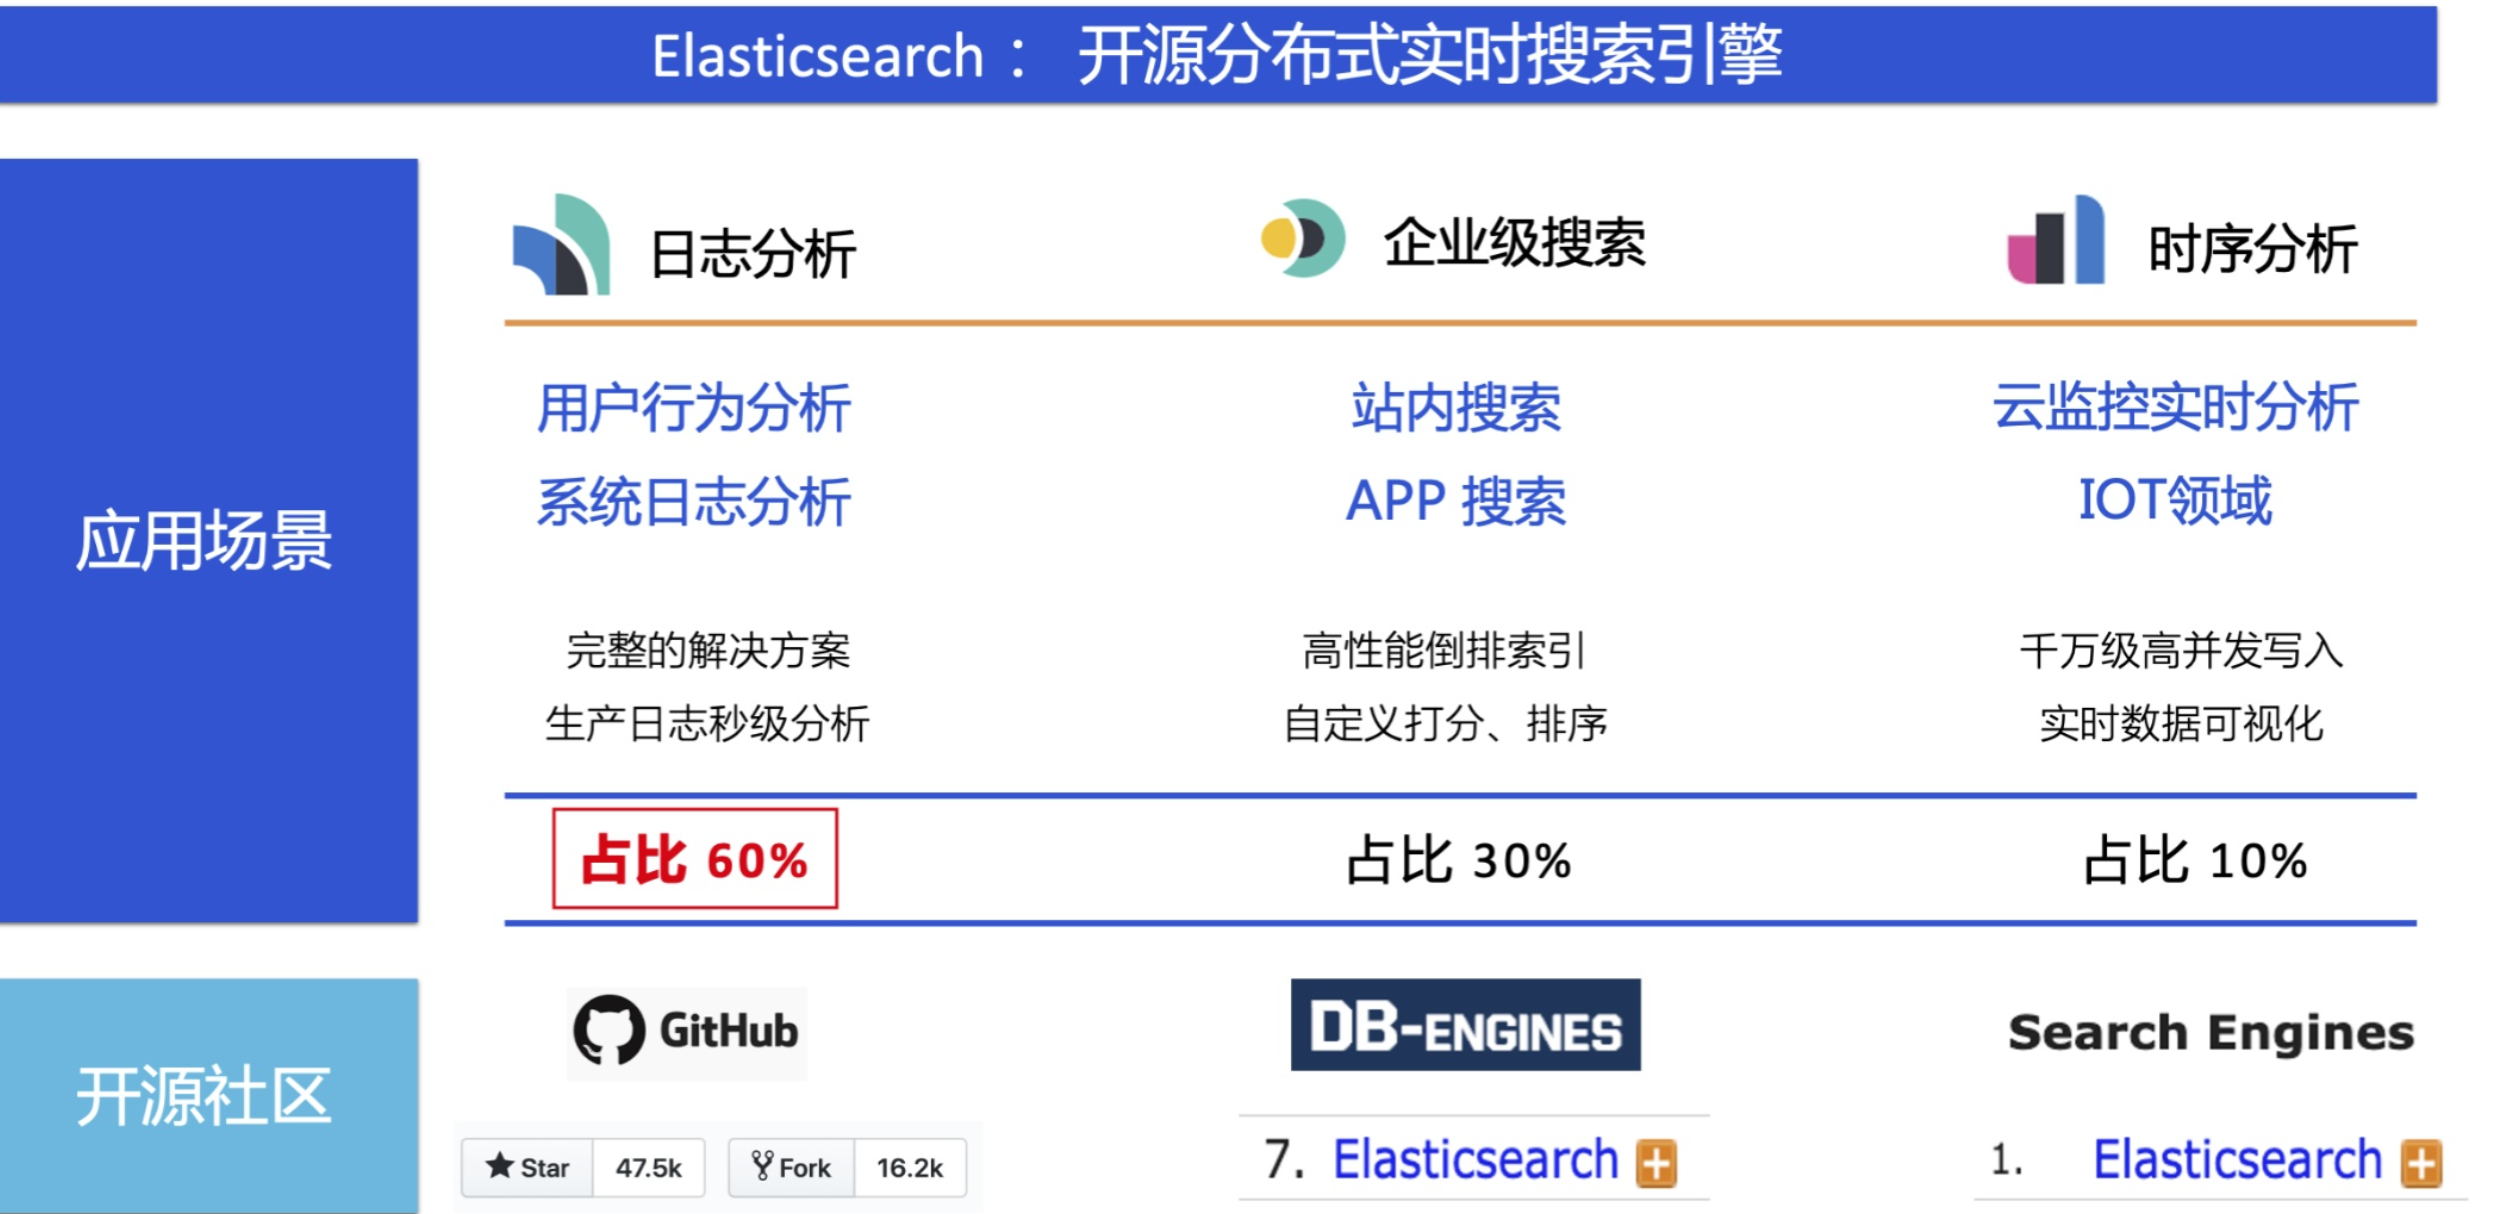 Elasticsearch： 开源分布式实时搜索引擎
应用场景
日志分析
企业级搜索
时序分析
用户行为分析
站内搜索
云监控实时分析
系统日志分析
APP 搜索
IOT领域
完整的解决方案
高性能倒排索引
千万级高并发写入
生产日志秒级分析
自定义打分、排序
实时数据可视化
占比 60%
占比 30%
占比 10%
开源社区
GitHub
DB-ENGINES
Search Engines
Star 47.5k
Fork 16.2k
7. Elasticsearch
1. Elasticsearch